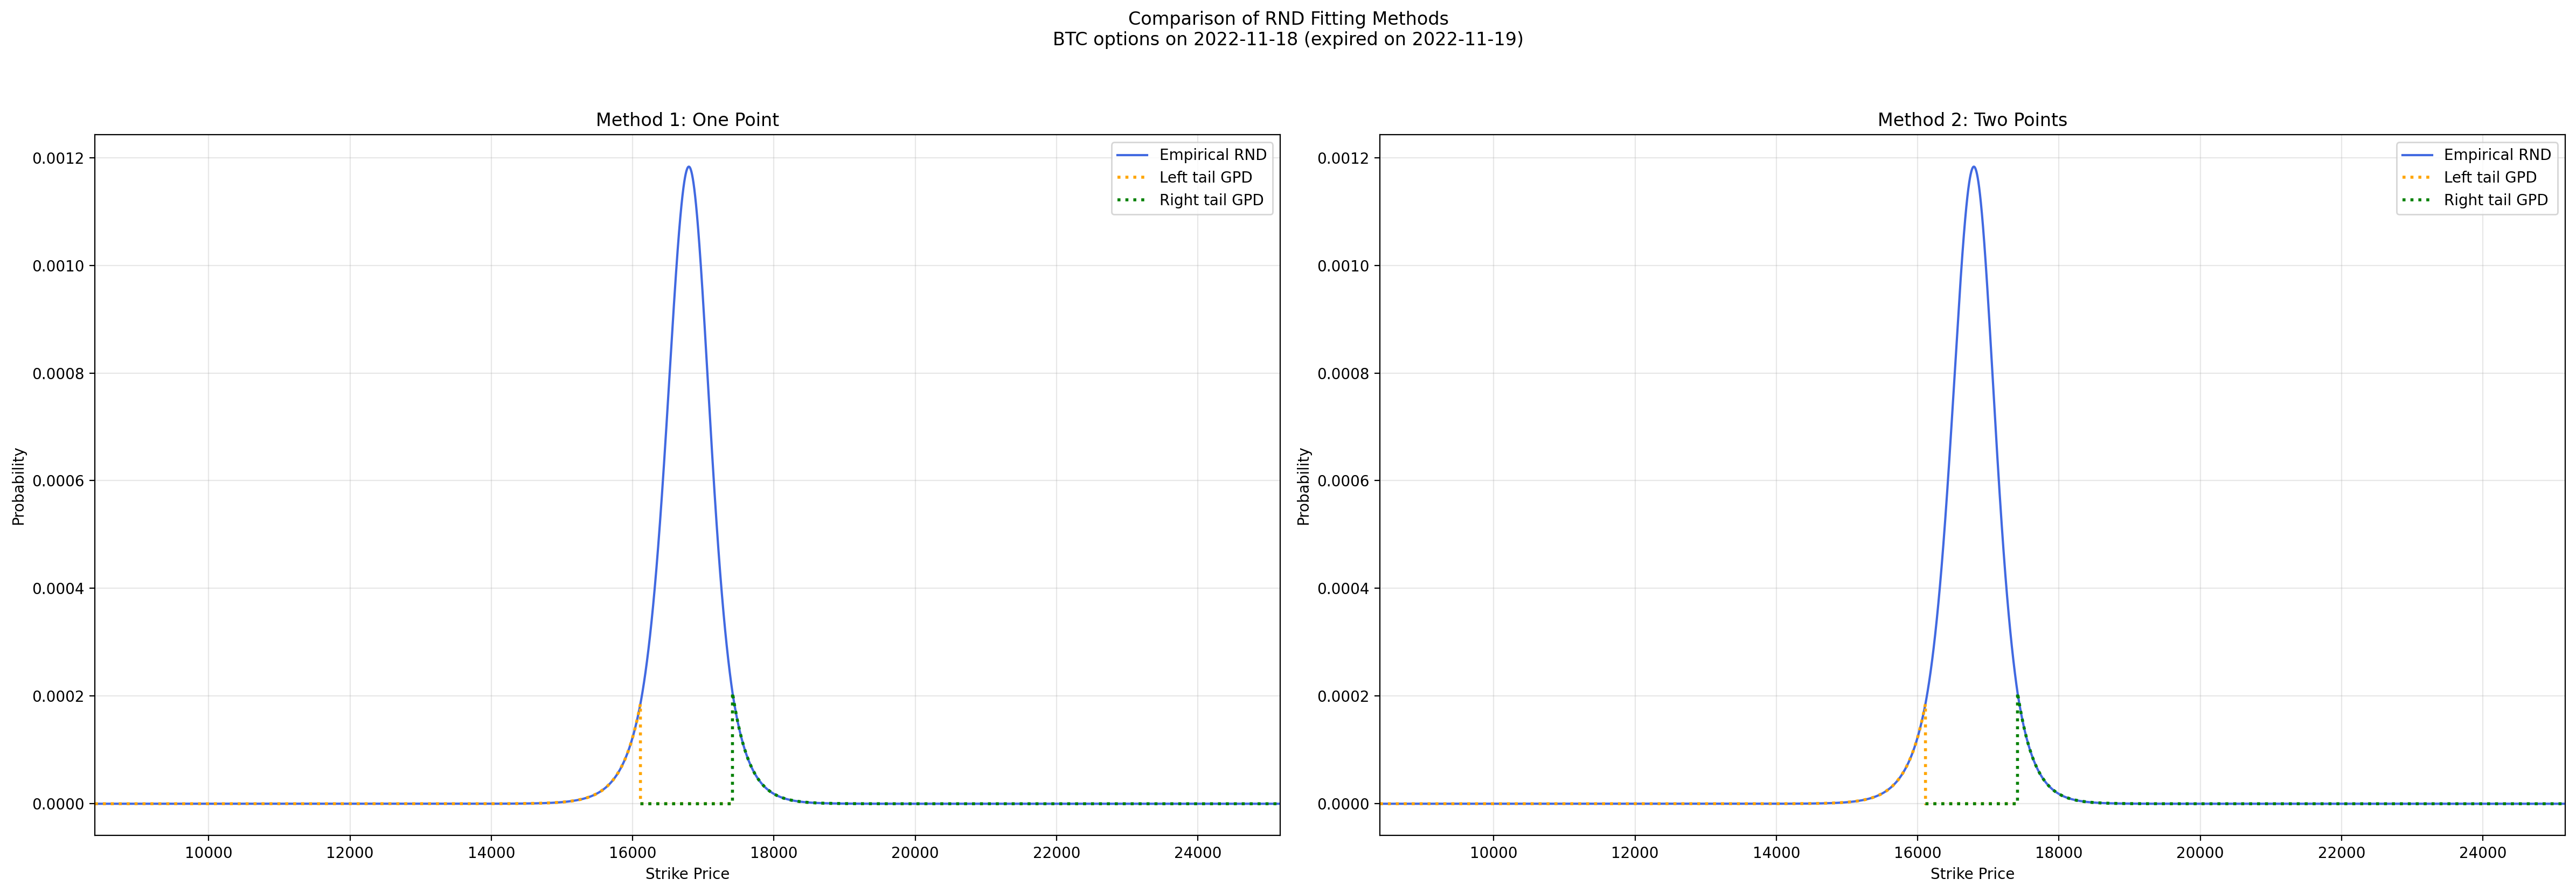 Comparison of RND Fitting Methods
BTC options on 2022-11-18 (expired on 2022-11-19)
Method 1: One Point
0.0012
0.0010
0.0008
0.0006
0.0004
0.0002
0.0000
Probability
Empirical RND
Left tail GPD
Right tail GPD
10000 12000 14000 16000 18000 20000 22000 24000
Strike Price
Method 2: Two Points
0.0012
0.0010
0.0008
0.0006
0.0004
0.0002
0.0000
Probability
Empirical RND
Left tail GPD
Right tail GPD
10000 12000 14000 16000 18000 20000 22000 24000
Strike Price